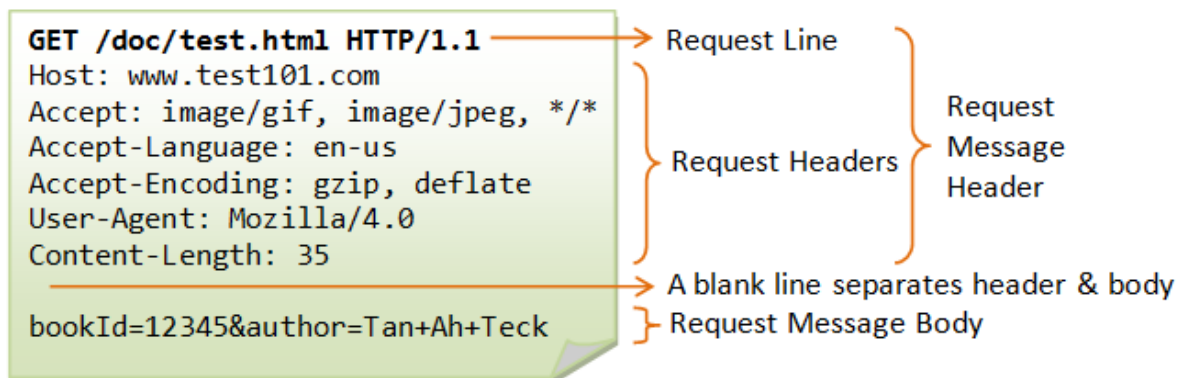 GET /doc/test.html HTTP/1.1
Request Line
Host: www.test101.com
Accept: image/gif, image/jpeg, */*
Accept-Language: en-us
Accept-Encoding: gzip, deflate
User-Agent: Mozilla/4.0
Content-Length: 35
Request Headers
Request
Message
Header
A blank line separates header & body
bookId=12345&author=Tan+Ah+Teck
Request Message Body